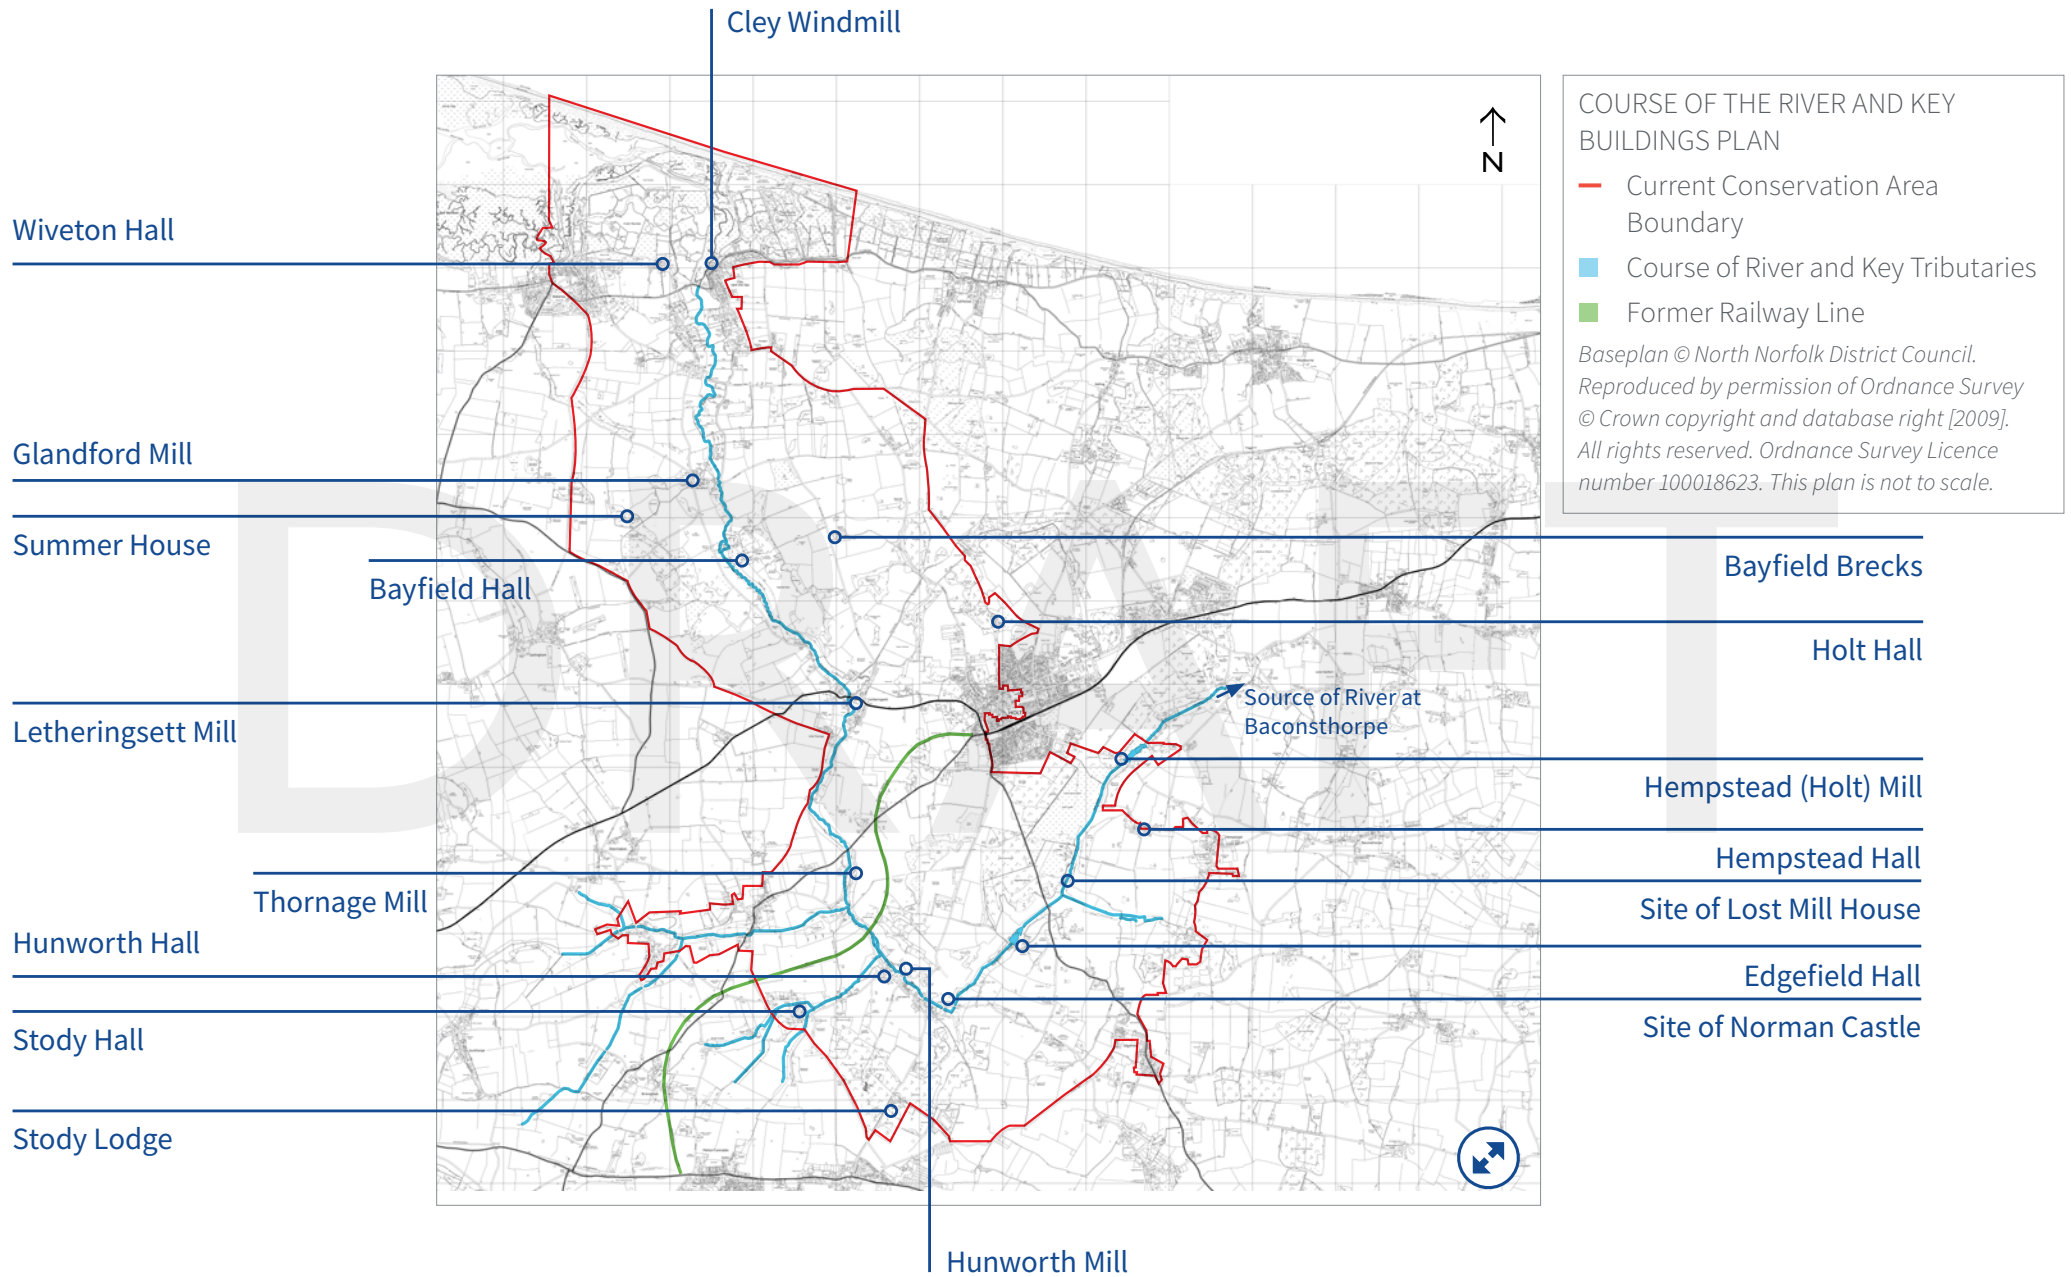 Cley Windmill
N
COURSE OF THE RIVER AND KEY
BUILDINGS PLAN
Current Conservation Area
Boundary
Course of River and Key Tributaries
Former Railway Line
Baseplan © North Norfolk District Council.
Reproduced by permission of Ordnance Survey
© Crown copyright and database right [2009].
All rights reserved. Ordnance Survey Licence
number 100018623. This plan is not to scale.
Wiveton Hall
Glandford Mill
Summer House
Bayfield Hall
Letheringsett Mill
Thornage Mill
Hunworth Hall
Stody Hall
Stody Lodge
DRAFT
Bayfield Brecks
Holt Hall
Source of River at
Baconsthorpe
HOLT
Hempstead (Holt) Mill
Hempstead Hall
Site of Lost Mill House
Edgefield Hall
Site of Norman Castle
Hunworth Mill